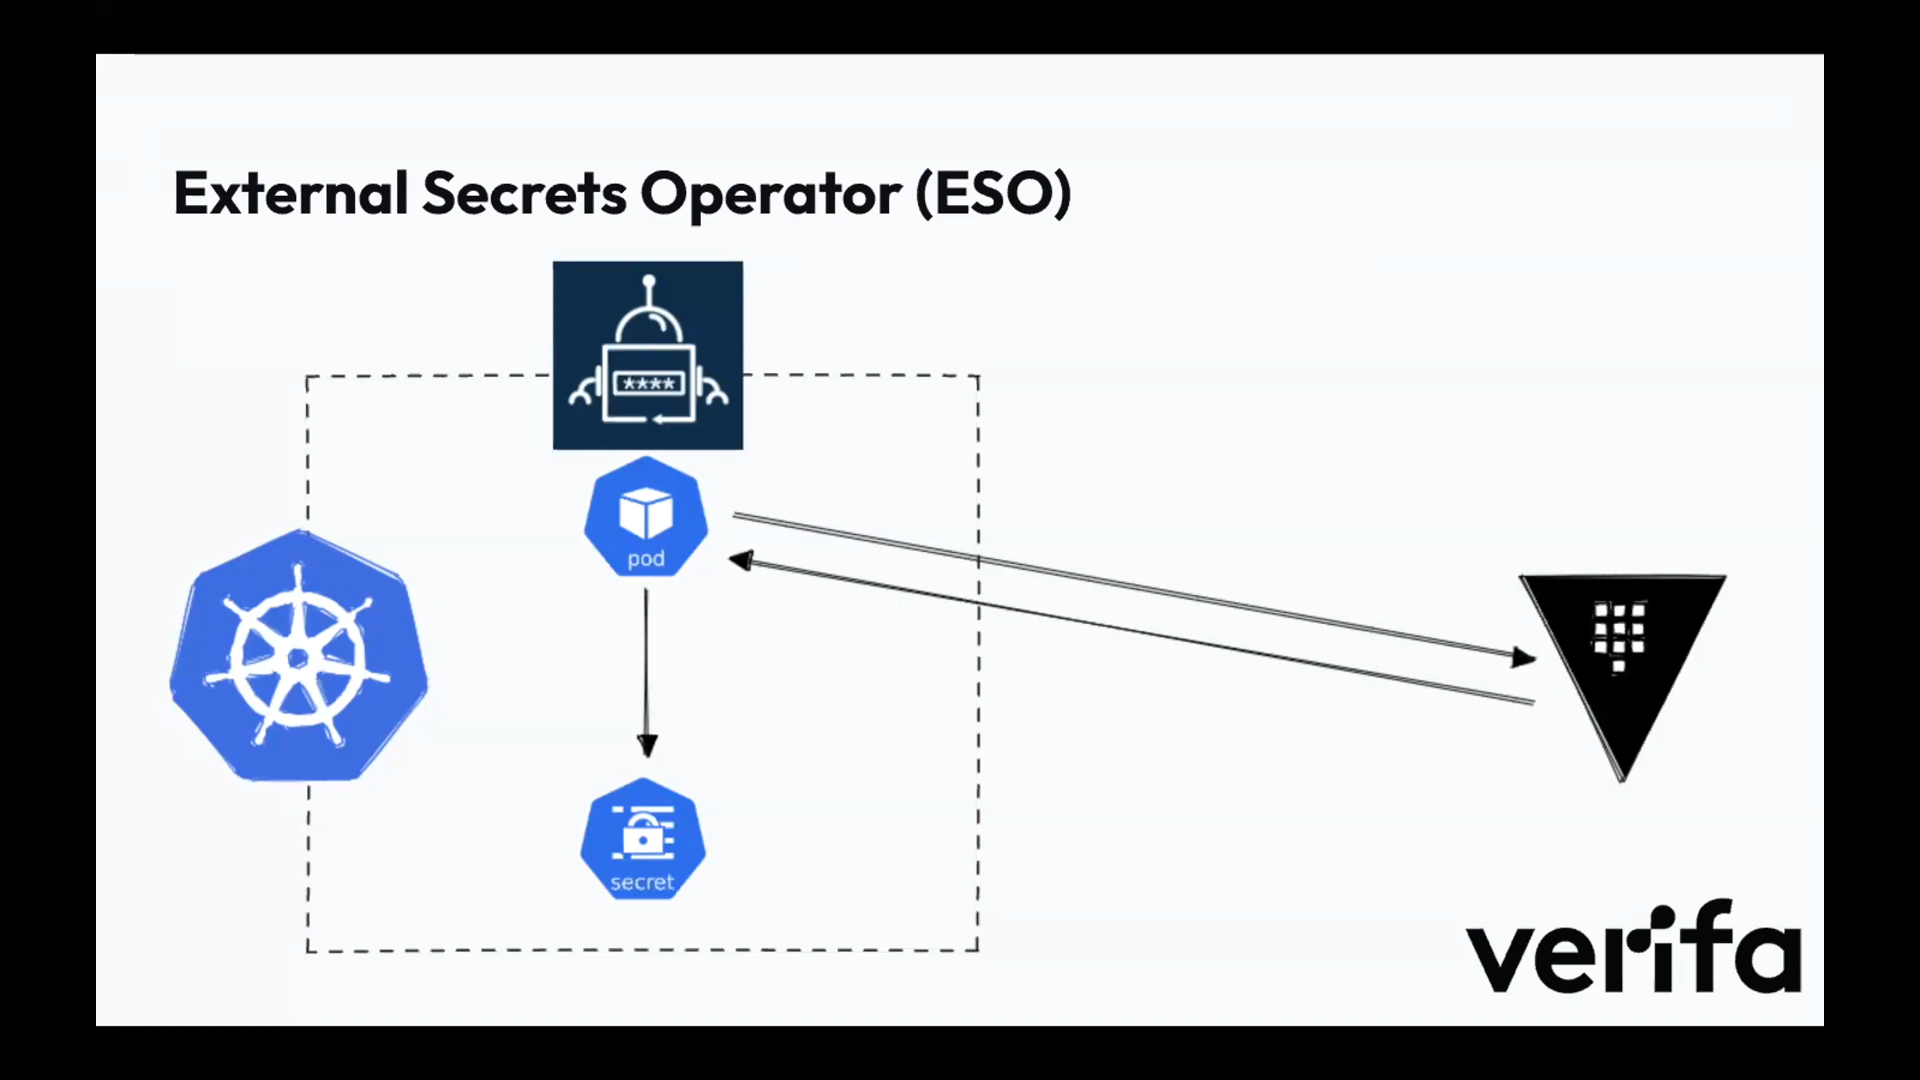 External Secrets Operator (ESO)
****
pod
secret
verifa